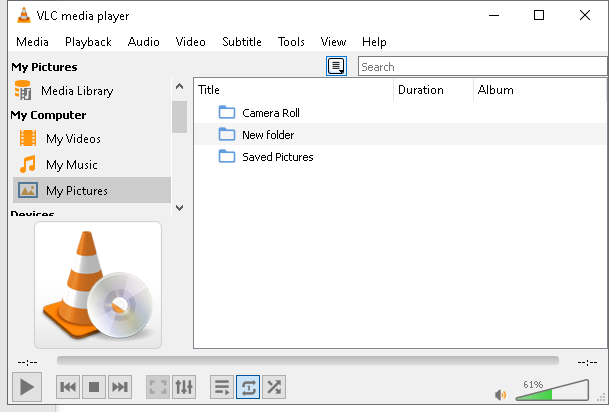 VLC media player
Media Playback Audio Video Subtitle Tools View Help
My Pictures
Search
Media Library
My Computer
My Videos
My Music
My Pictures
Devices
Title Duration Album
Camera Roll
New folder
Saved Pictures
--:-- --:--
61%